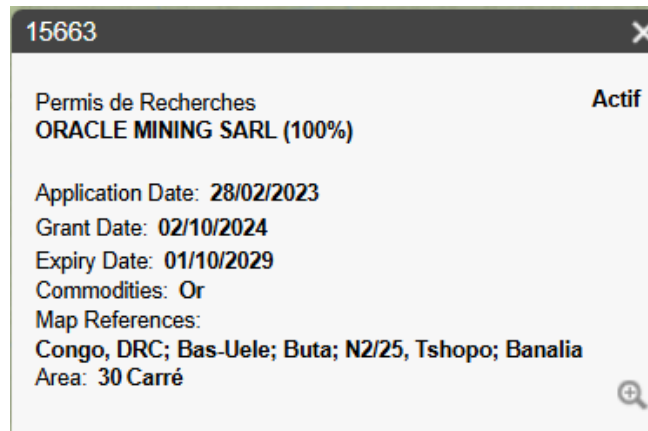 15663
Permis de Recherches
Actif
ORACLE MINING SARL (100%)
Application Date: 28/02/2023
Grant Date: 02/10/2024
Expiry Date: 01/10/2029
Commodities: Or
Map References:
Congo, DRC; Bas-Uele; Buta; N2/25, Tshopo; Banalia
Area: 30 Carré